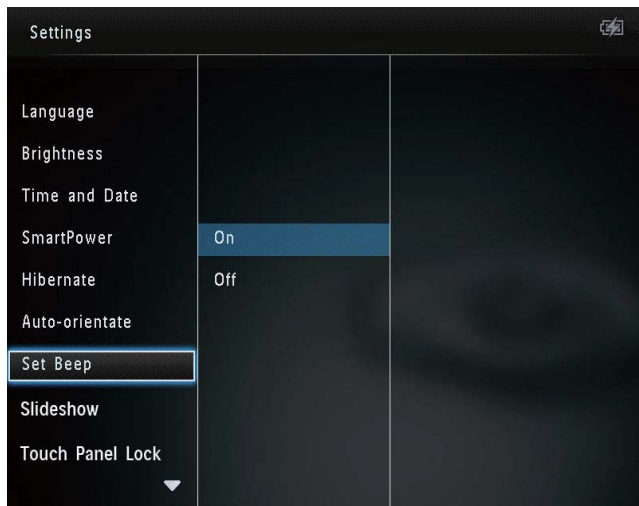 Settings
Language
Brightness
Time and Date
SmartPower
On
Hibernate
Off
Auto-orientate
Set Beep
Slideshow
Touch Panel Lock